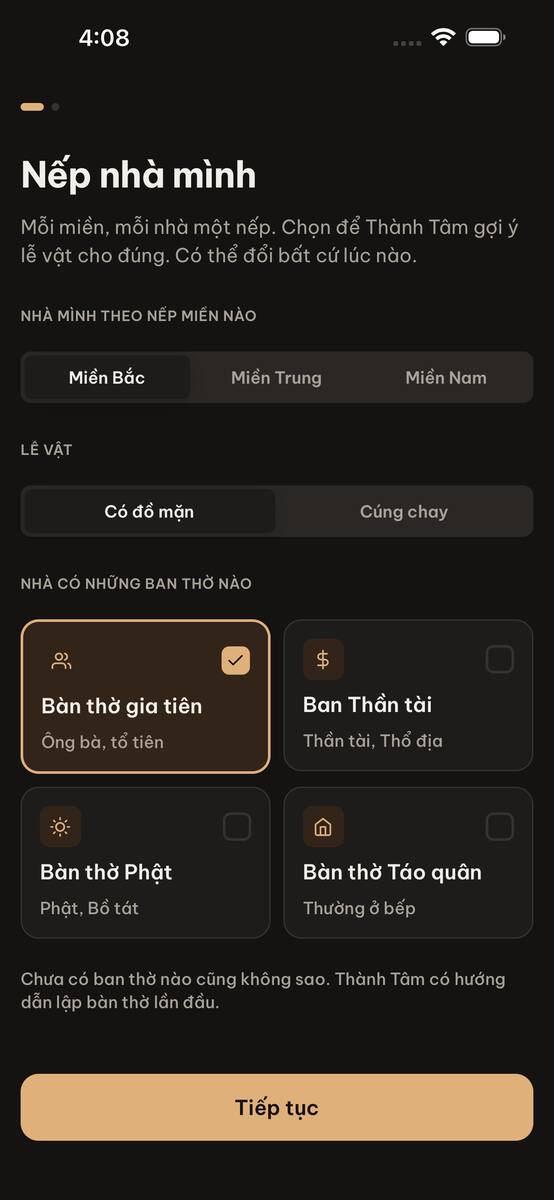 4:08
Nếp nhà mình
Mỗi miền, mỗi nhà một nếp. Chọn để Thành Tâm gợi ý
lễ vật cho đúng. Có thể đổi bất cứ lúc nào.
NHÀ MÌNH THEO NẾP MIỀN NÀO
Miền Bắc
Miền Trung
Miền Nam
LỄ VẬT
Có đồ mặn
Cúng chay
NHÀ CÓ NHỮNG BAN THỜ NÀO
Bàn thờ gia tiên
Ông bà, tổ tiên
Ban Thần tài
Thần tài, Thổ địa
Bàn thờ Phật
Phật, Bồ tát
Bàn thờ Táo quân
Thường ở bếp
Chưa có ban thờ nào cũng không sao. Thành Tâm có hướng
dẫn lập bàn thờ lần đầu.
Tiếp tục